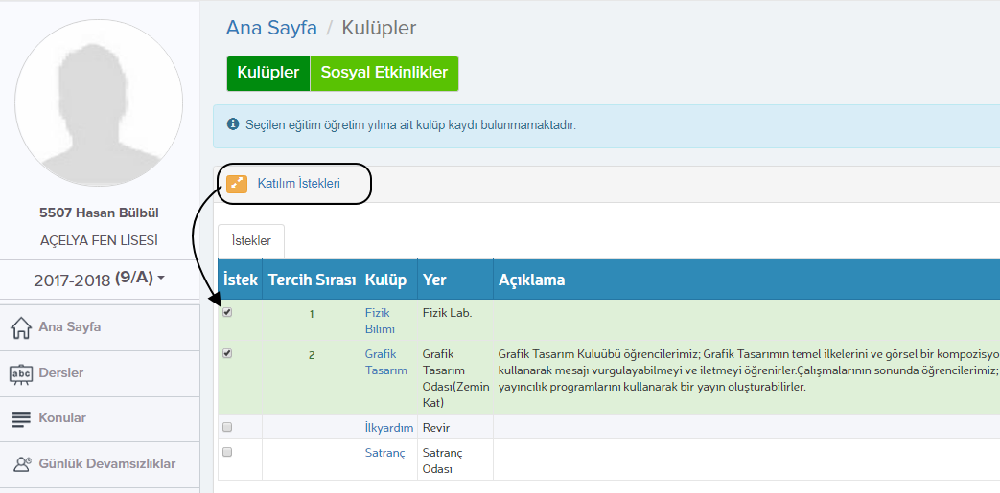 Ana Sayfa / Kulüpler
Kulüpler Sosyal Etkinlikler
Seçilen eğitim öğretim yılına ait kulüp kaydı bulunmamaktadır.
Katılım İstekleri
5507 Hasan Bülbül
AÇELYA FEN LİSESİ
2017-2018 (9/A)
Ana Sayfa
abc Dersler
Konular
Günlük Devamsızlıklar
İstekler
İstek Tercih Sırası Kulüp Yer Açıklama
1 Fizik Fizik Lab.
Bilimi
2 Grafik Grafik Grafik Tasarım Kuluübü öğrencilerimiz; Grafik Tasarımın temel ilkelerini ve görsel bir kompozisyo
Tasarım Tasarım kullanarak mesajı vurgulayabilmeyi ve iletmeyi öğrenirler.Çalışmalarının sonunda öğrencilerimiz;
Odası(Zemin yayıncılık programlarını kullanarak bir yayın oluşturabilirler.
Kat)
İlkyardım Revir
Satranç Satranç
Odası